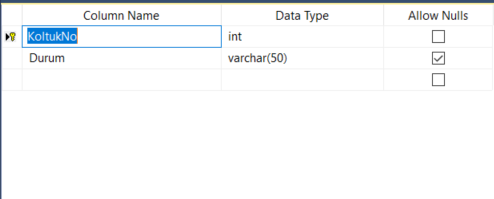 Column Name Data Type Allow Nulls
KoltukNo int
Durum varchar(50)